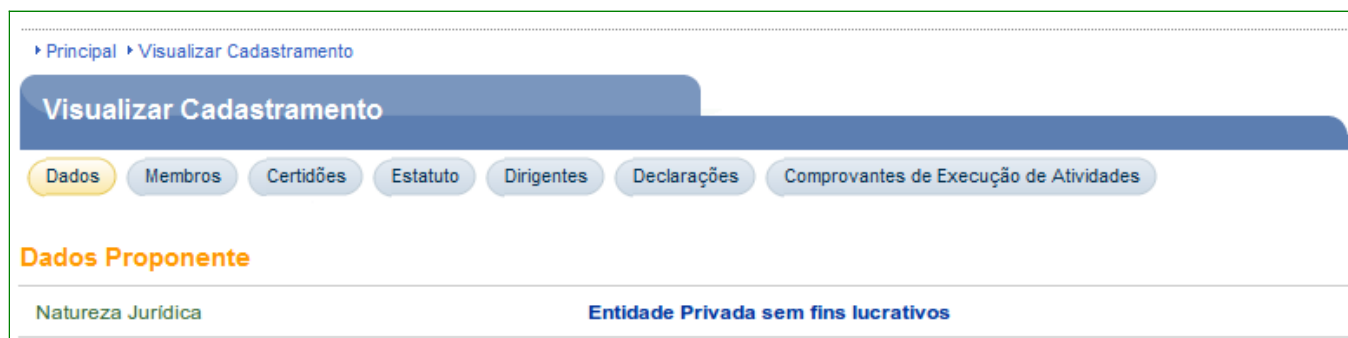 Principal Visualizar Cadastramento
Visualizar Cadastramento
Dados Membros Certidões Estatuto Dirigentes Declarações Comprovantes de Execução de Atividades
Dados Proponente
Natureza Jurídica Entidade Privada sem fins lucrativos